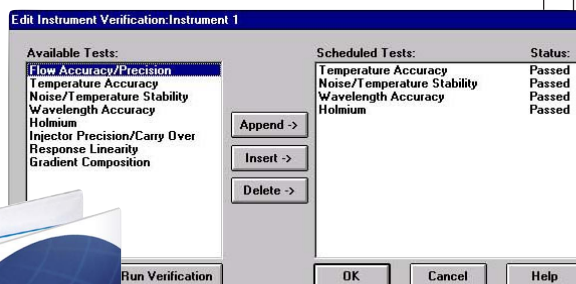 Edit Instrument Verification:Instrument 1
Available Tests:
Flow Accuracy/Precision
Temperature Accuracy
Noise/Temperature Stability
Wavelength Accuracy
Holmium
Injector Precision/Carry Over
Response Linearity
Gradient Composition
Append ->
Insert ->
Delete ->
Scheduled Tests: Status:
Temperature Accuracy Passed
Noise/Temperature Stability Passed
Wavelength Accuracy Passed
Holmium Passed
Run Verification
OK
Cancel
Help